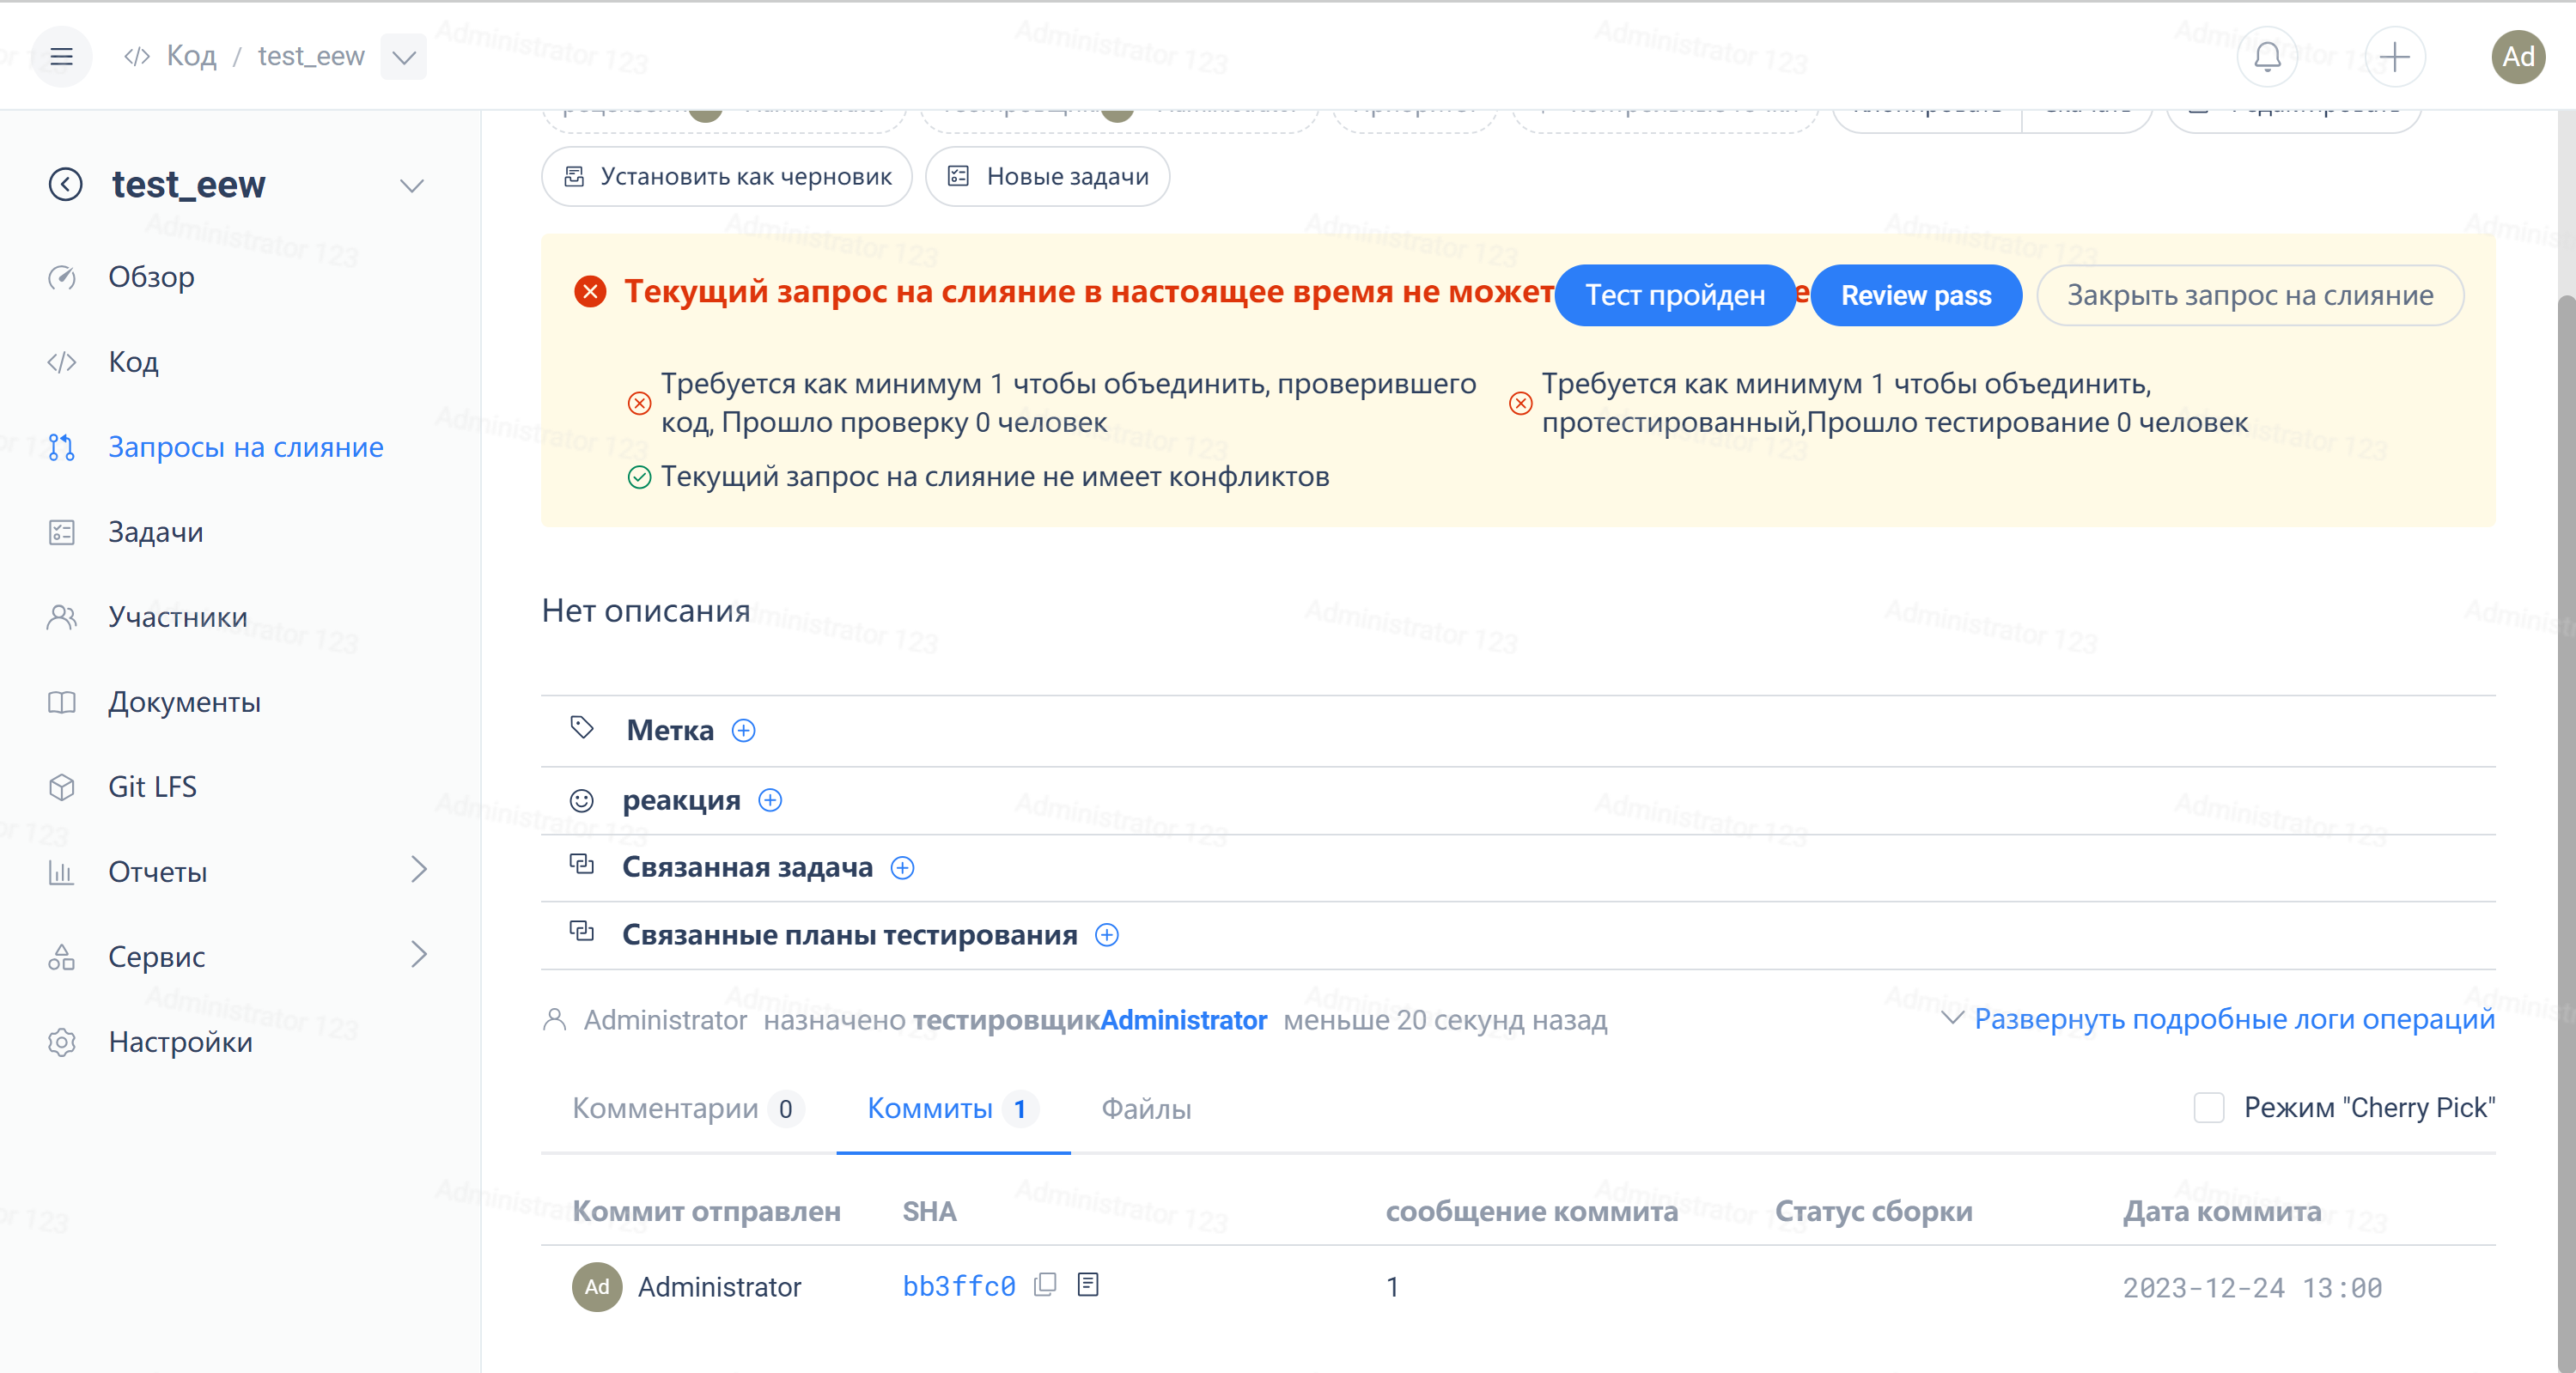 Код / test_eew
Ad
test_eew
Обзор
Код
Запросы на слияние
Задачи
Участники
Документы
Git LFS
Отчеты
Сервис
Настройки
Установить как черновик
Новые задачи
Текущий запрос на слияние в настоящее время не может
Тест пройден
Review pass
Закрыть запрос на слияние
Требуется как минимум 1 чтобы объединить, проверившего
код, Прошло проверку 0 человек
Требуется как минимум 1 чтобы объединить,
протестированный,Прошло тестирование 0 человек
Текущий запрос на слияние не имеет конфликтов
Нет описания
Метка
реакция
Связанная задача
Связанные планы тестирования
Administrator назначено тестировщикAdministrator меньше 20 секунд назад
Развернуть подробные логи операций
Комментарии 0
Коммиты 1
Файлы
Режим "Cherry Pick"
Коммит отправлен SHA сообщение коммита Статус сборки Дата коммита
Ad Administrator bb3ffc0 1 2023-12-24 13:00
Administrator 123